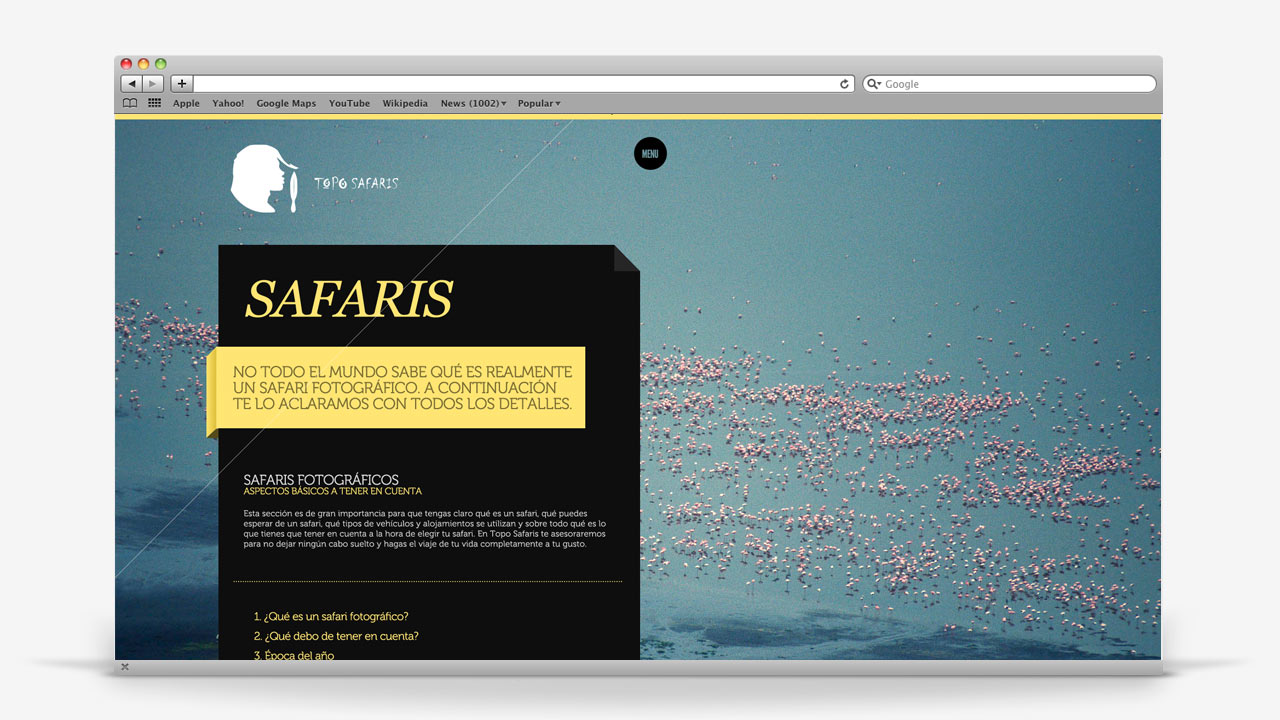 Google
Apple Yahoo! Google Maps YouTube Wikipedia News (1002) Popular
MENU
TOPO SAFARIS
SAFARIS
NO TODO EL MUNDO SABE QUÉ ES REALMENTE
UN SAFARI FOTOGRÁFICO. A CONTINUACIÓN
TE LO ACLARAMOS CON TODOS LOS DETALLES.
SAFARIS FOTOGRÁFICOS
ASPECTOS BÁSICOS A TENER EN CUENTA
Esta sección es de gran importancia para que tengas claro qué es un safari, qué puedes
esperar de un safari, qué tipos de vehículos y alojamientos se utilizan y sobre todo qué es lo
que tienes que tener en cuenta a la hora de elegir tu safari. En Topo Safaris te asesoraremos
para no dejar ningún cabo suelto y hagas el viaje de tu vida completamente a tu gusto.
1. ¿Qué es un safari fotográfico?
2. ¿Qué debo de tener en cuenta?
3. Época del año